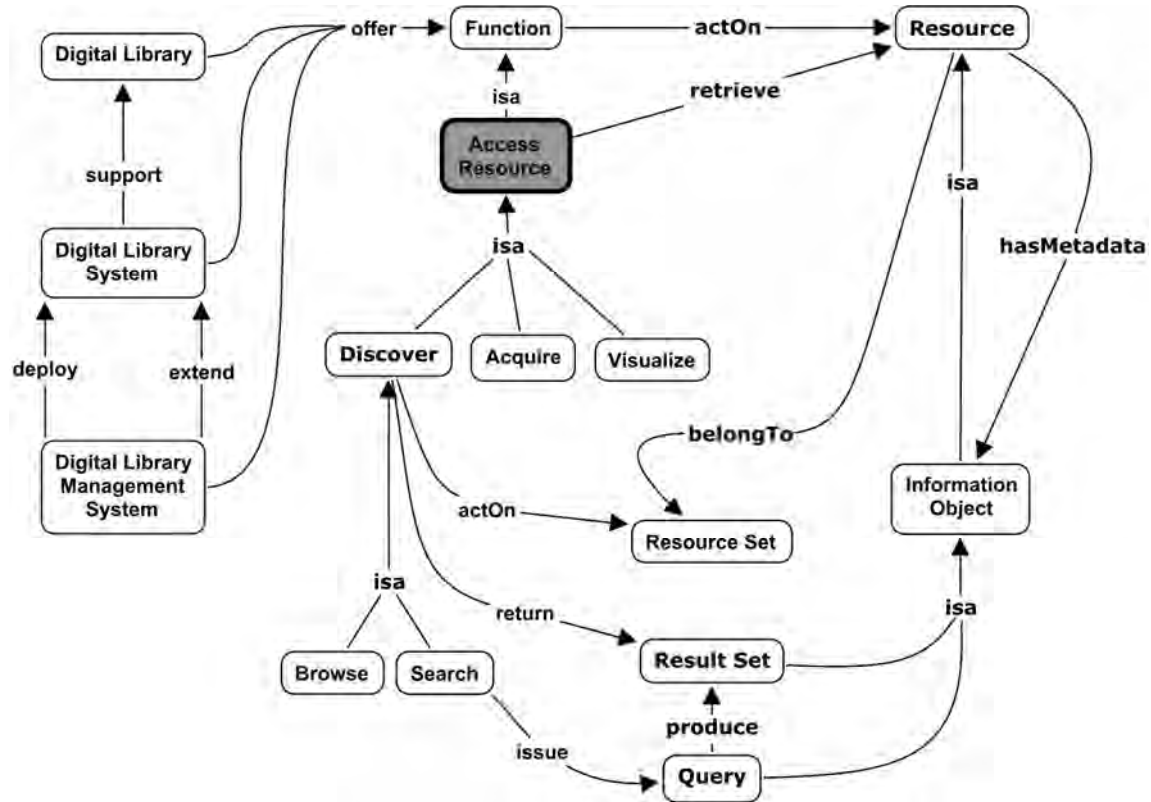 offer
Function
actOn
Resource
Digital Library
retrieve
isa
Access
Resource
support
isa
hasMetadata
isa
Digital Library
System
Discover
Acquire
Visualize
deploy
extend
belongTo
Digital Library
Management
System
Information
Object
actOn
Resource Set
isa
return
isa
Browse
Search
Result Set
produce
issue
Query